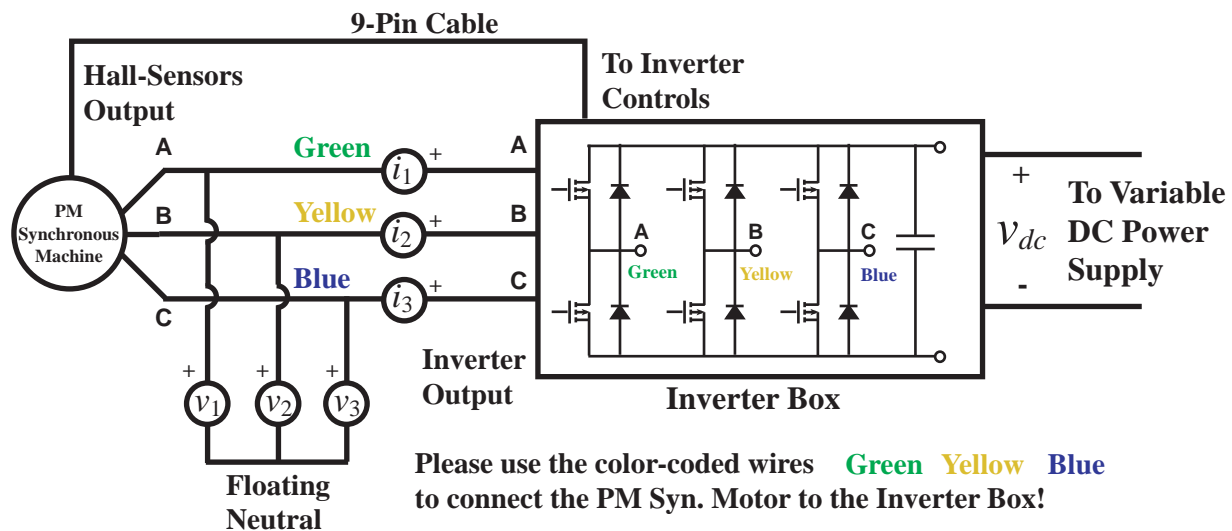 9-Pin Cable
Hall-Sensors
Output
To Inverter
Controls
A
Green
i1
+
A
PM
Synchronous
Machine
B
Yellow
i2
+
B
C
Blue
i3
+
C
A
Green
B
Yellow
C
Blue
+
vdc
-
To Variable
DC Power
Supply
Inverter
Output
Inverter Box
+
v1
+
v2
+
v3
Floating
Neutral
Please use the color-coded wires Green Yellow Blue
to connect the PM Syn. Motor to the Inverter Box!